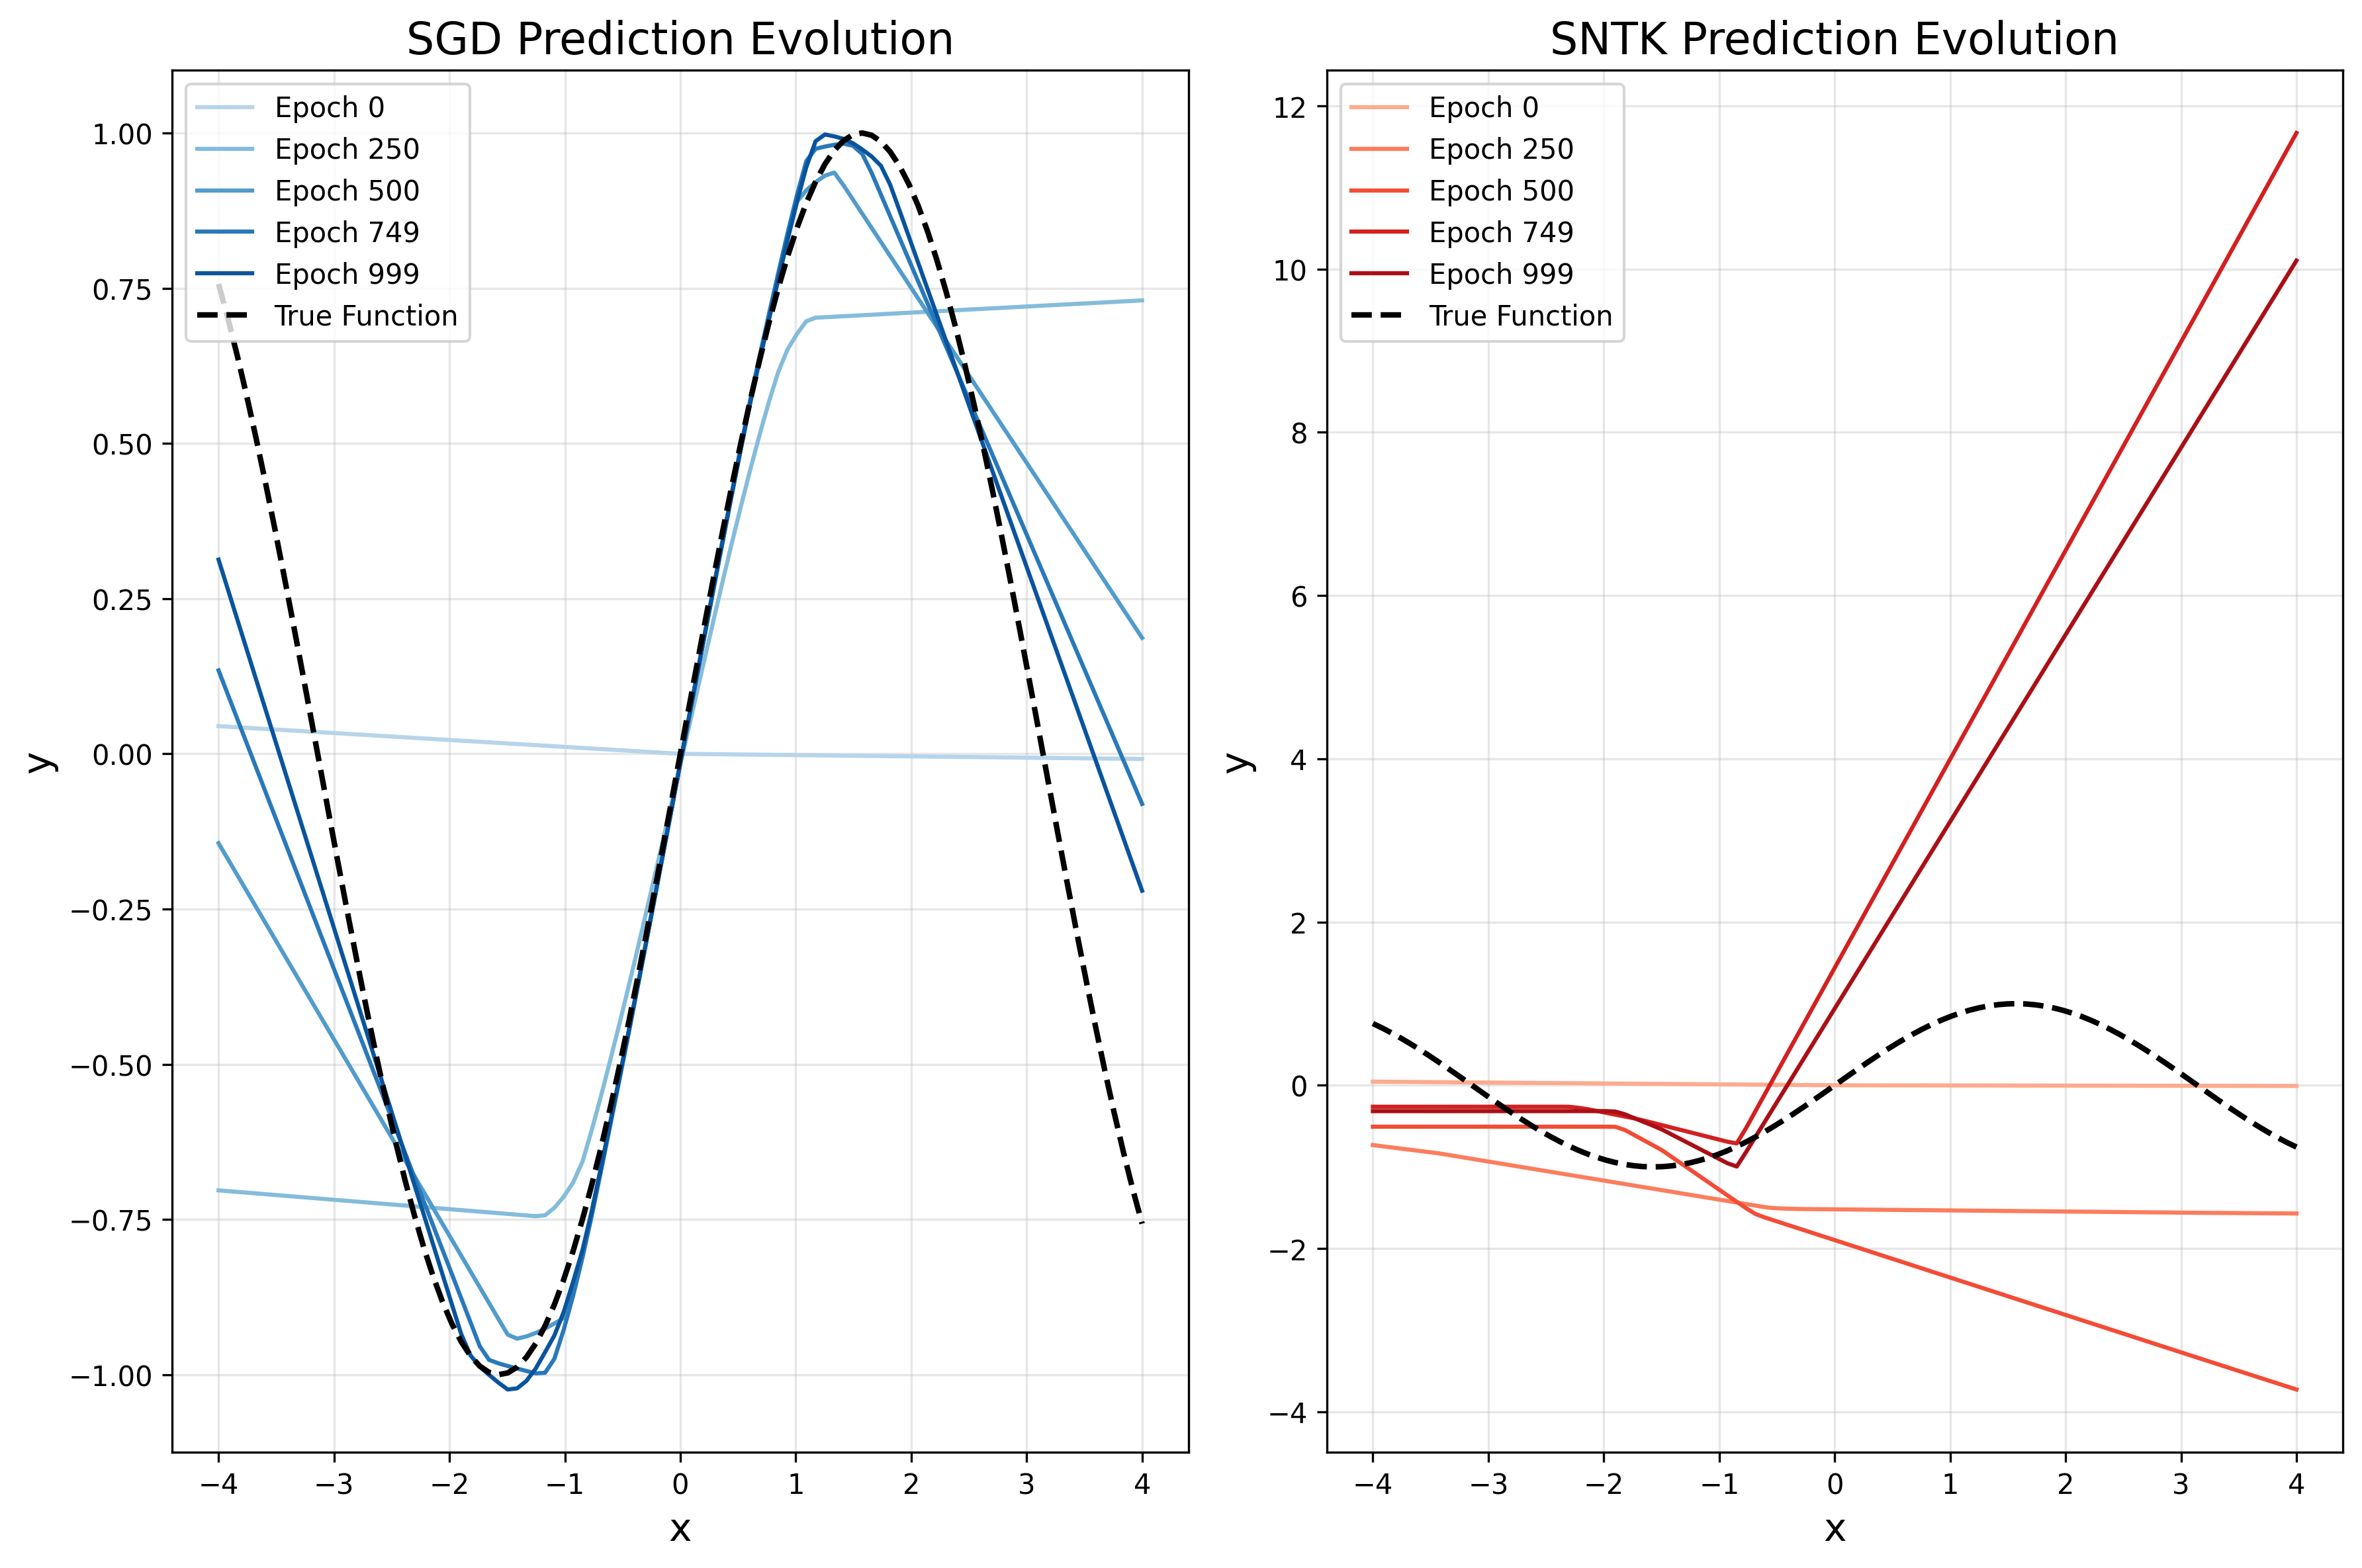 SGD Prediction Evolution
Epoch 0
Epoch 250
Epoch 500
Epoch 749
Epoch 999
True Function
1.00
0.75
0.50
0.25
0.00
−0.25
−0.50
−0.75
−1.00
y
−4 −3 −2 −1 0 1 2 3 4
x
SNTK Prediction Evolution
Epoch 0
Epoch 250
Epoch 500
Epoch 749
Epoch 999
True Function
12
10
8
6
4
2
0
−2
−4
y
−4 −3 −2 −1 0 1 2 3 4
x